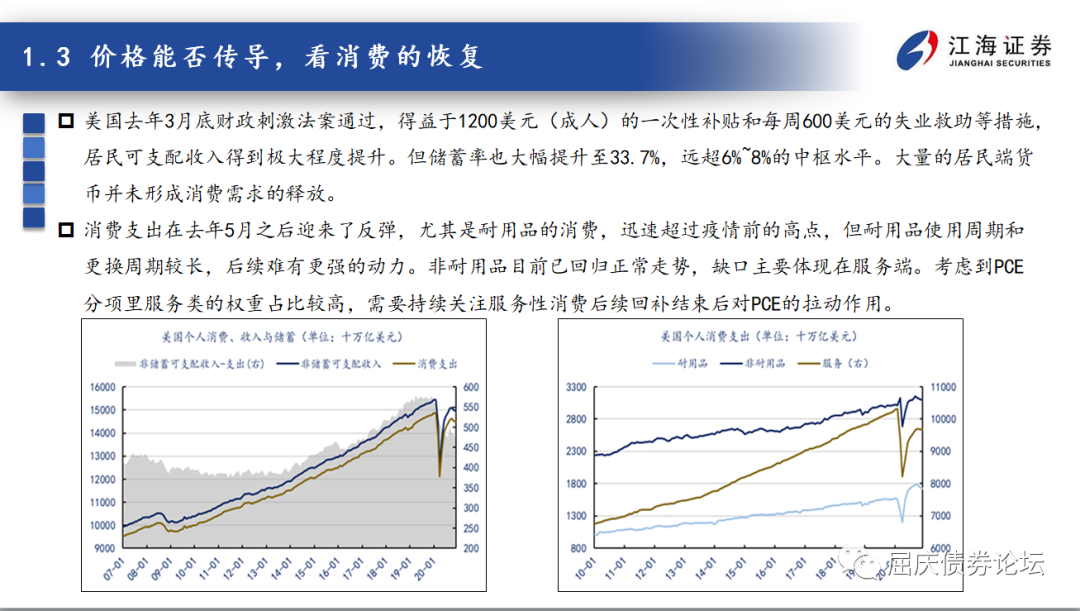 1.3 价格能否传导，看消费的恢复
江海证券
JIANGHAI SECURITIES
美国去年3月底财政刺激法案通过，得益于1200美元（成人）的一次性补贴和每周600美元的失业救助等措施，
居民可支配收入得到极大程度提升。但储蓄率也大幅提升至33.7%，远超6%~8%的中枢水平。大量的居民端货
币并未形成消费需求的释放。
消费支出在去年5月之后迎来了反弹，尤其是耐用品的消费，迅速超过疫情前的高点，但耐用品使用周期和
更换周期较长，后续难有更强的动力。非耐用品目前已回归正常走势，缺口主要体现在服务端。考虑到PCE
分项里服务类的权重占比较高，需要持续关注服务性消费后续回补结束后对PCE的拉动作用。
美国个人消费、收入与储蓄（单位：十万亿美元）
非储蓄可支配收入-支出(右) 非储蓄可支配收入 消费支出
16000
15000
14000
13000
12000
11000
10000
9000
600
550
500
450
400
350
300
250
200
07-01 08-01 09-01 10-01 11-01 12-01 13-01 14-01 15-01 16-01 17-01 18-01 19-01 20-01
美国个人消费支出（单位：十万亿美元）
耐用品 非耐用品 服务（右）
3300
2800
2300
1800
1300
800
11000
10000
9000
8000
7000
6000
10-01 11-01 12-01 13-01 14-01 15-01 16-01 17-01 18-01
屈庆债券论坛